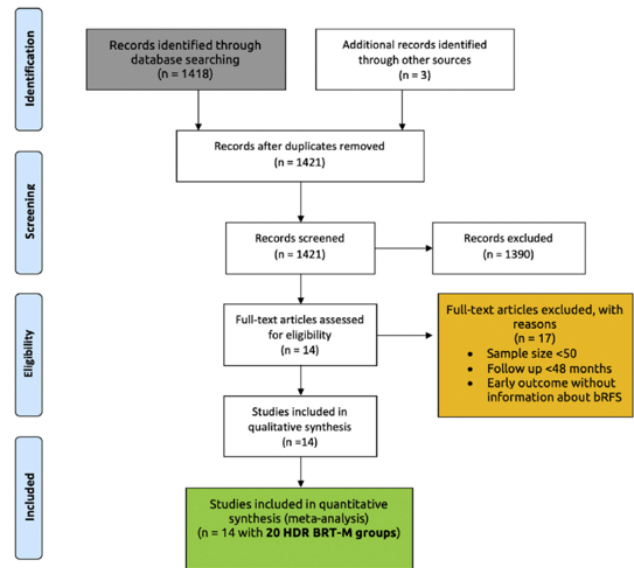 Identification
Records identified through
database searching
(n = 1418)
Additional records identified
through other sources
(n = 3)
Records after duplicates removed
(n = 1421)
Screening
Records screened
(n = 1421)
Records excluded
(n = 1390)
Eligibility
Full-text articles assessed
for eligibility
(n = 14)
Full-text articles excluded, with
reasons
(n = 17)
• Sample size <50
• Follow up <48 months
• Early outcome without
information about bRFS
Studies included in
qualitative synthesis
(n =14)
Included
Studies included in quantitative
synthesis (meta-analysis)
(n = 14 with 20 HDR BRT-M groups)